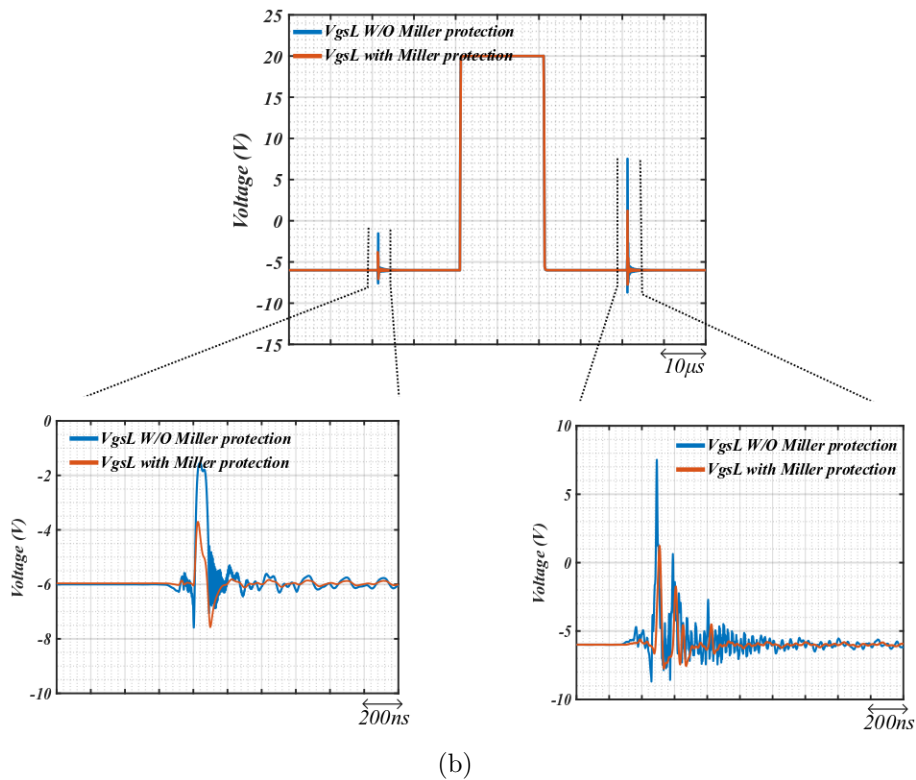 VgsL W/O Miller protection
VgsL with Miller protection
25
20
15
10
5
0
-5
-10
-15
Voltage (V)
10μs
VgsL W/O Miller protection
VgsL with Miller protection
0
-2
-4
-6
-8
-10
Voltage (V)
200ns
VgsL W/O Miller protection
VgsL with Miller protection
10
5
0
-5
-10
Voltage (V)
200ns
(b)